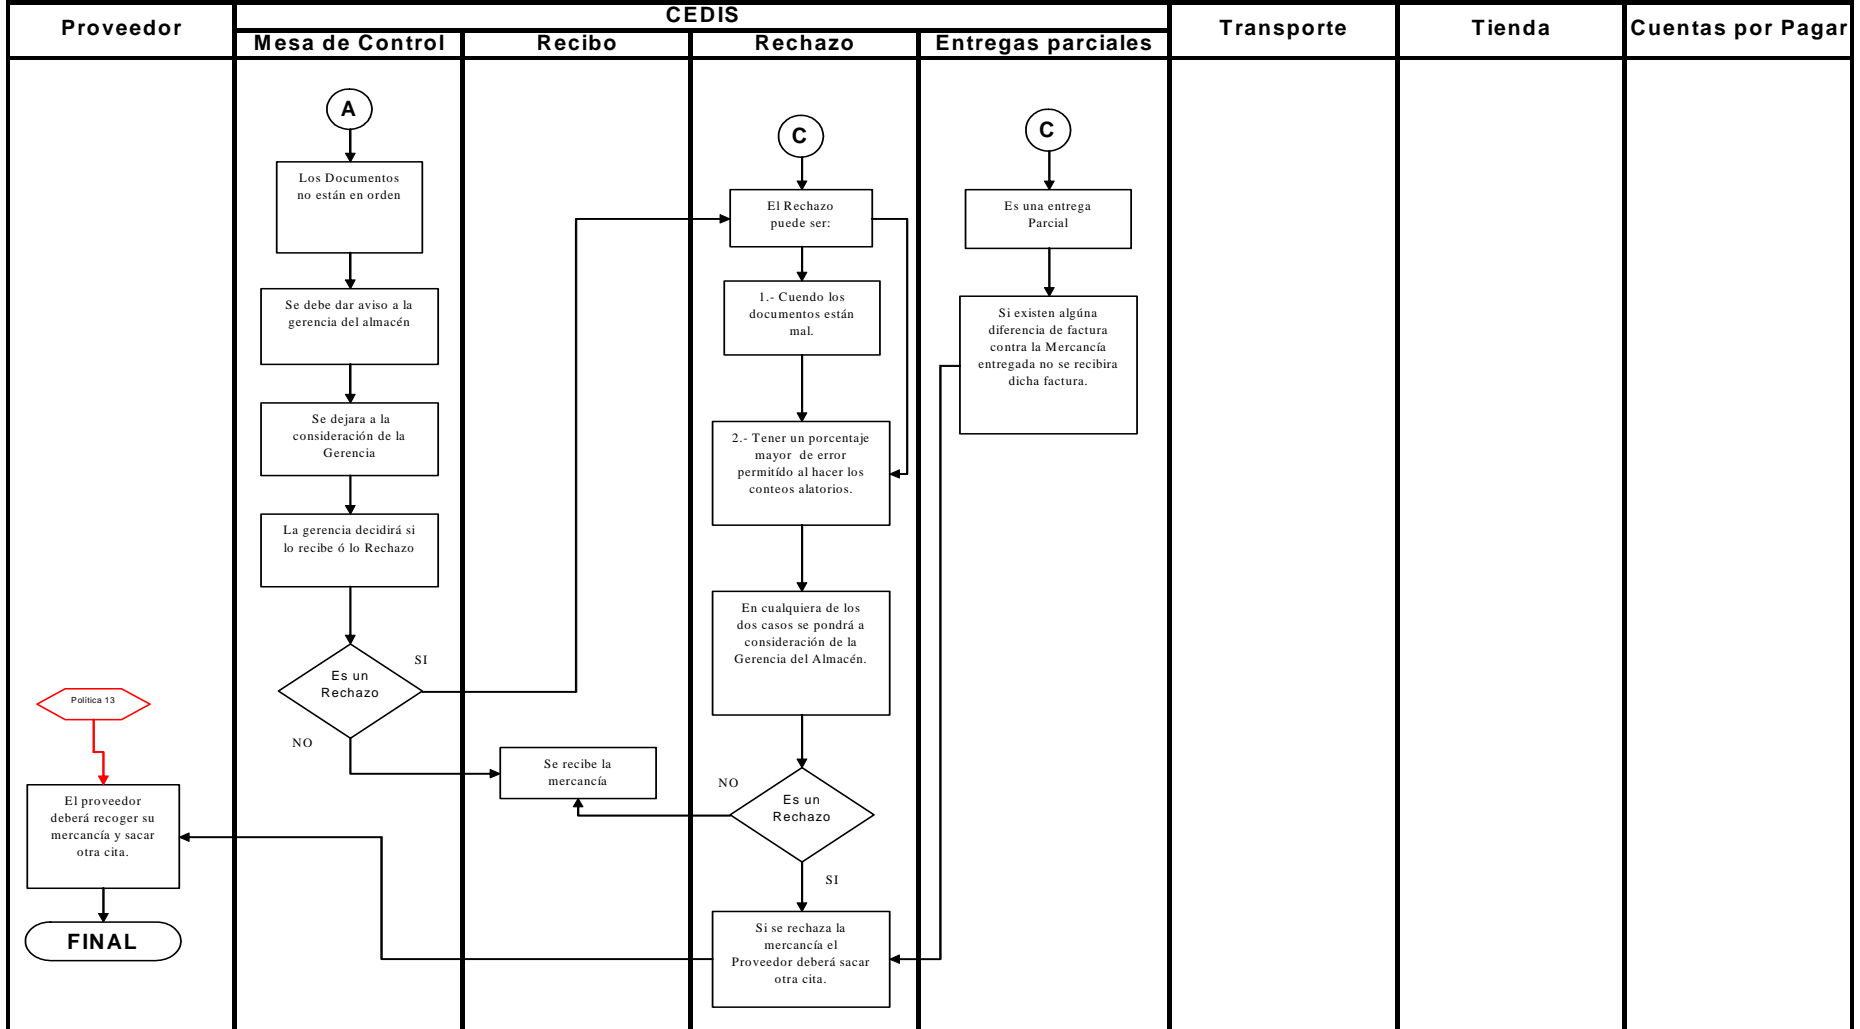 Proveedor
CEDIS
Transporte
Tienda
Cuentas por Pagar
Mesa de Control
Recibo
Rechazo
Entregas parciales
A
Los Documentos
no están en orden
Se debe dar aviso a la
gerencia del almacén
Se dejara a la
consideración de la
Gerencia
La gerencia decidirá si
lo recibe ó lo Rechazo
Es un
Rechazo
SI
NO
Política 13
El proveedor
deberá recoger su
mercancía y sacar
otra cita.
FINAL
Se recibe la
mercancía
C
El Rechazo
puede ser:
1.- Cuendo los
documentos están
mal.
2.- Tener un porcentaje
mayor de error
permitído al hacer los
conteos alatorios.
En cualquiera de los
dos casos se pondrá a
consideración de la
Gerencia del Almacén.
NO
Es un
Rechazo
SI
Si se rechaza la
mercancía el
Proveedor deberá sacar
otra cita.
C
Es una entrega
Parcial
Si existen algúna
diferencia de factura
contra la Mercancía
entregada no se recibira
dicha factura.